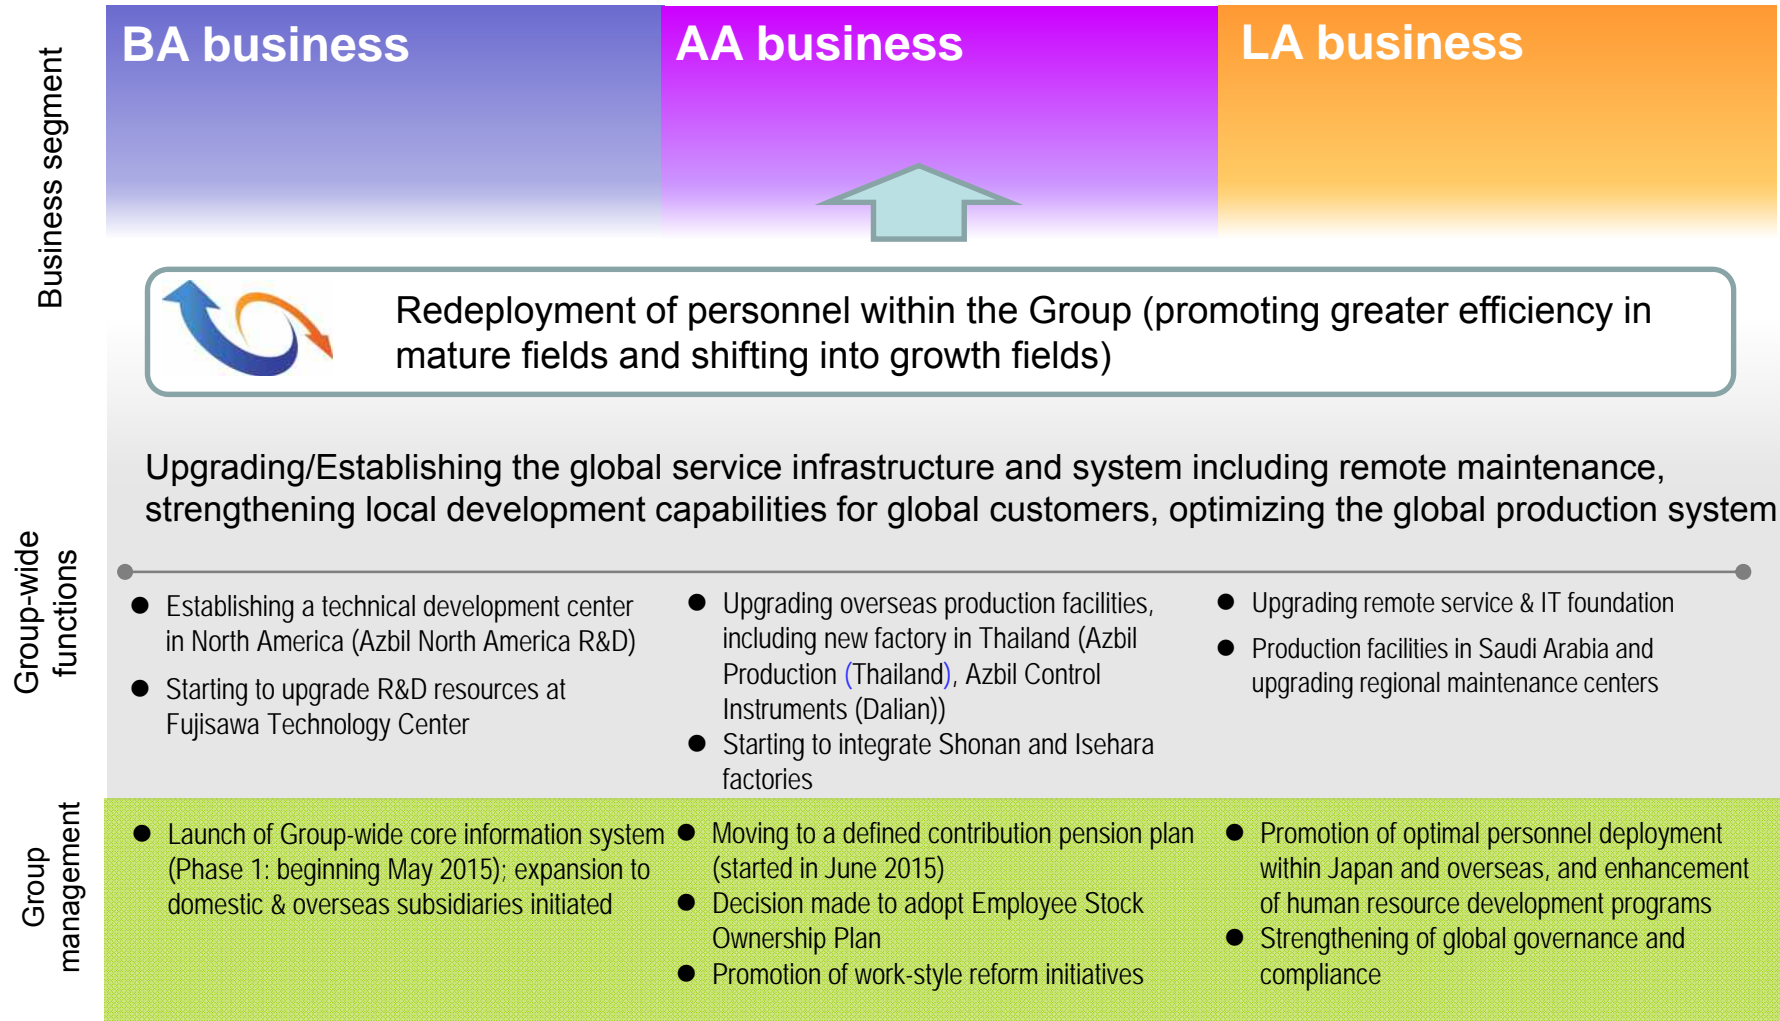 Business segment
BA business
AA business
LA business
Redeployment of personnel within the Group (promoting greater efficiency in
mature fields and shifting into growth fields)
Group-wide
functions
Upgrading/Establishing the global service infrastructure and system including remote maintenance,
strengthening local development capabilities for global customers, optimizing the global production system
● Establishing a technical development center
in North America (Azbil North America R&D)
● Starting to upgrade R&D resources at
Fujisawa Technology Center
● Upgrading overseas production facilities,
including new factory in Thailand (Azbil
Production (Thailand), Azbil Control
Instruments (Dalian))
● Starting to integrate Shonan and Isehara
factories
● Upgrading remote service & IT foundation
● Production facilities in Saudi Arabia and
upgrading regional maintenance centers
Group
management
● Launch of Group-wide core information system
(Phase 1: beginning May 2015); expansion to
domestic & overseas subsidiaries initiated
● Moving to a defined contribution pension plan
(started in June 2015)
● Decision made to adopt Employee Stock
Ownership Plan
● Promotion of work-style reform initiatives
● Promotion of optimal personnel deployment
within Japan and overseas, and enhancement
of human resource development programs
● Strengthening of global governance and
compliance